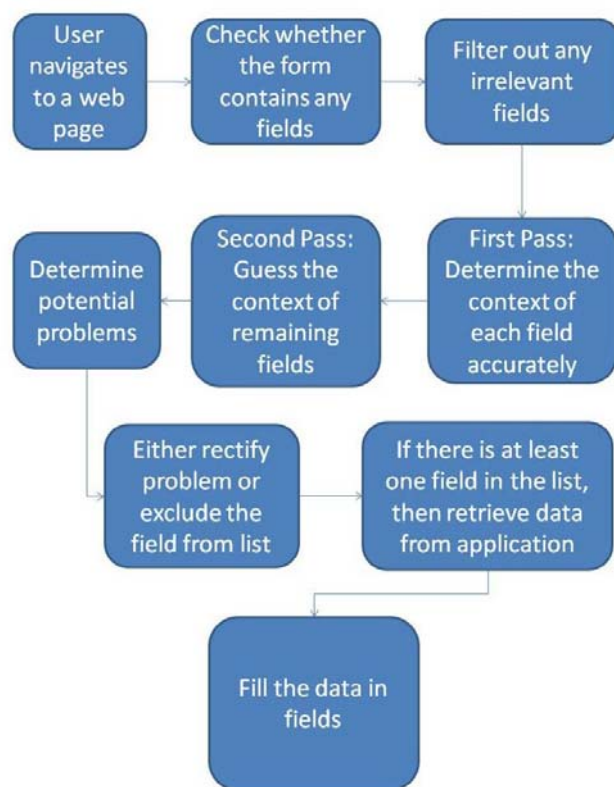 User
navigates
to a web
page
Check whether
the form
contains any
fields
Filter out any
irrelevant
fields
First Pass:
Determine the
context of
each field
accurately
Second Pass:
Guess the
context of
remaining
fields
Determine
potential
problems
Either rectify
problem or
exclude the
field from list
If there is at least
one field in the list,
then retrieve data
from application
Fill the data in
fields